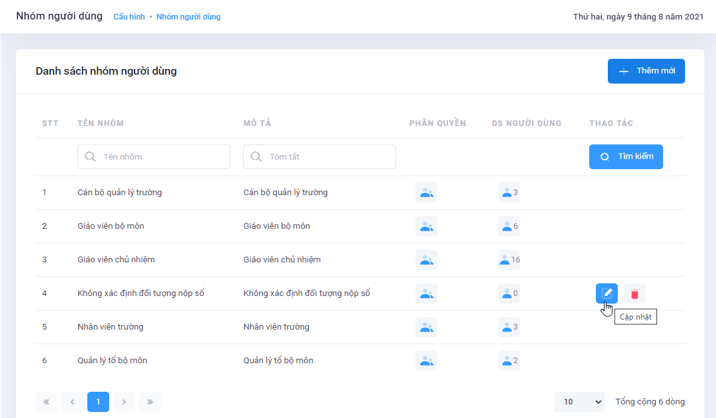 Nhóm người dùng Cấu hình • Nhóm người dùng Thứ hai, ngày 9 tháng 8 năm 2021
Danh sách nhóm người dùng Thêm mới
STT TÊN NHÓM MÔ TẢ PHÂN QUYỀN DS NGƯỜI DÙNG THAO TÁC
Tên nhóm Tóm tắt Tìm kiếm
1 Cán bộ quản lý trường Cán bộ quản lý trường 3
2 Giáo viên bộ môn Giáo viên bộ môn 6
3 Giáo viên chủ nhiệm Giáo viên chủ nhiệm 16
4 Không xác định đối tượng nộp số Không xác định đối tượng nộp số 0
Cập nhật
5 Nhân viên trường Nhân viên trường 3
6 Quản lý tổ bộ môn Quản lý tổ bộ môn 2
« ‹ 1 › » 10 Tổng cộng 6 dòng